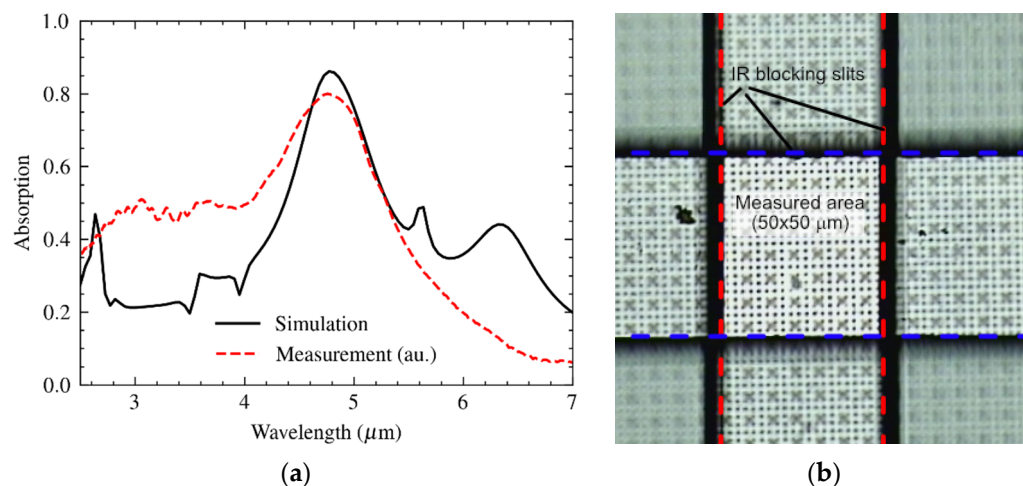 1.0
0.8
0.6
0.4
0.2
0.0
Absorption
Simulation
Measurement (au.)
3 4 5 6 7
Wavelength (μm)
(a)
IR blocking slits
Measured area
(50x50 μm)
(b)